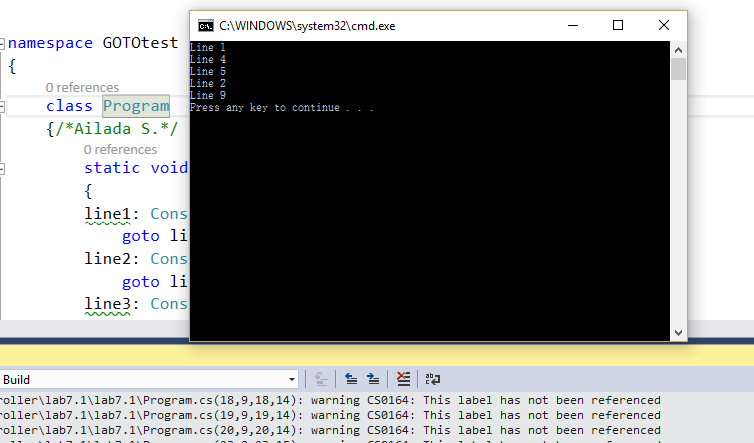 C:\WINDOWS\system32\cmd.exe
Line 1
Line 4
Line 5
Line 2
Line 9
Press any key to continue . . .
namespace GOTOtest
{
0 references
class Program
{/*Ailada S.*/
0 references
static void
{
line1: Cons
goto li
line2: Cons
goto li
line3: Cons
Build
roller\lab7.1\lab7.1\Program.cs(18,9,18,14): warning CS0164: This label has not been referenced
roller\lab7.1\lab7.1\Program.cs(19,9,19,14): warning CS0164: This label has not been referenced
roller\lab7.1\lab7.1\Program.cs(20,9,20,14): warning CS0164: This label has not been referenced